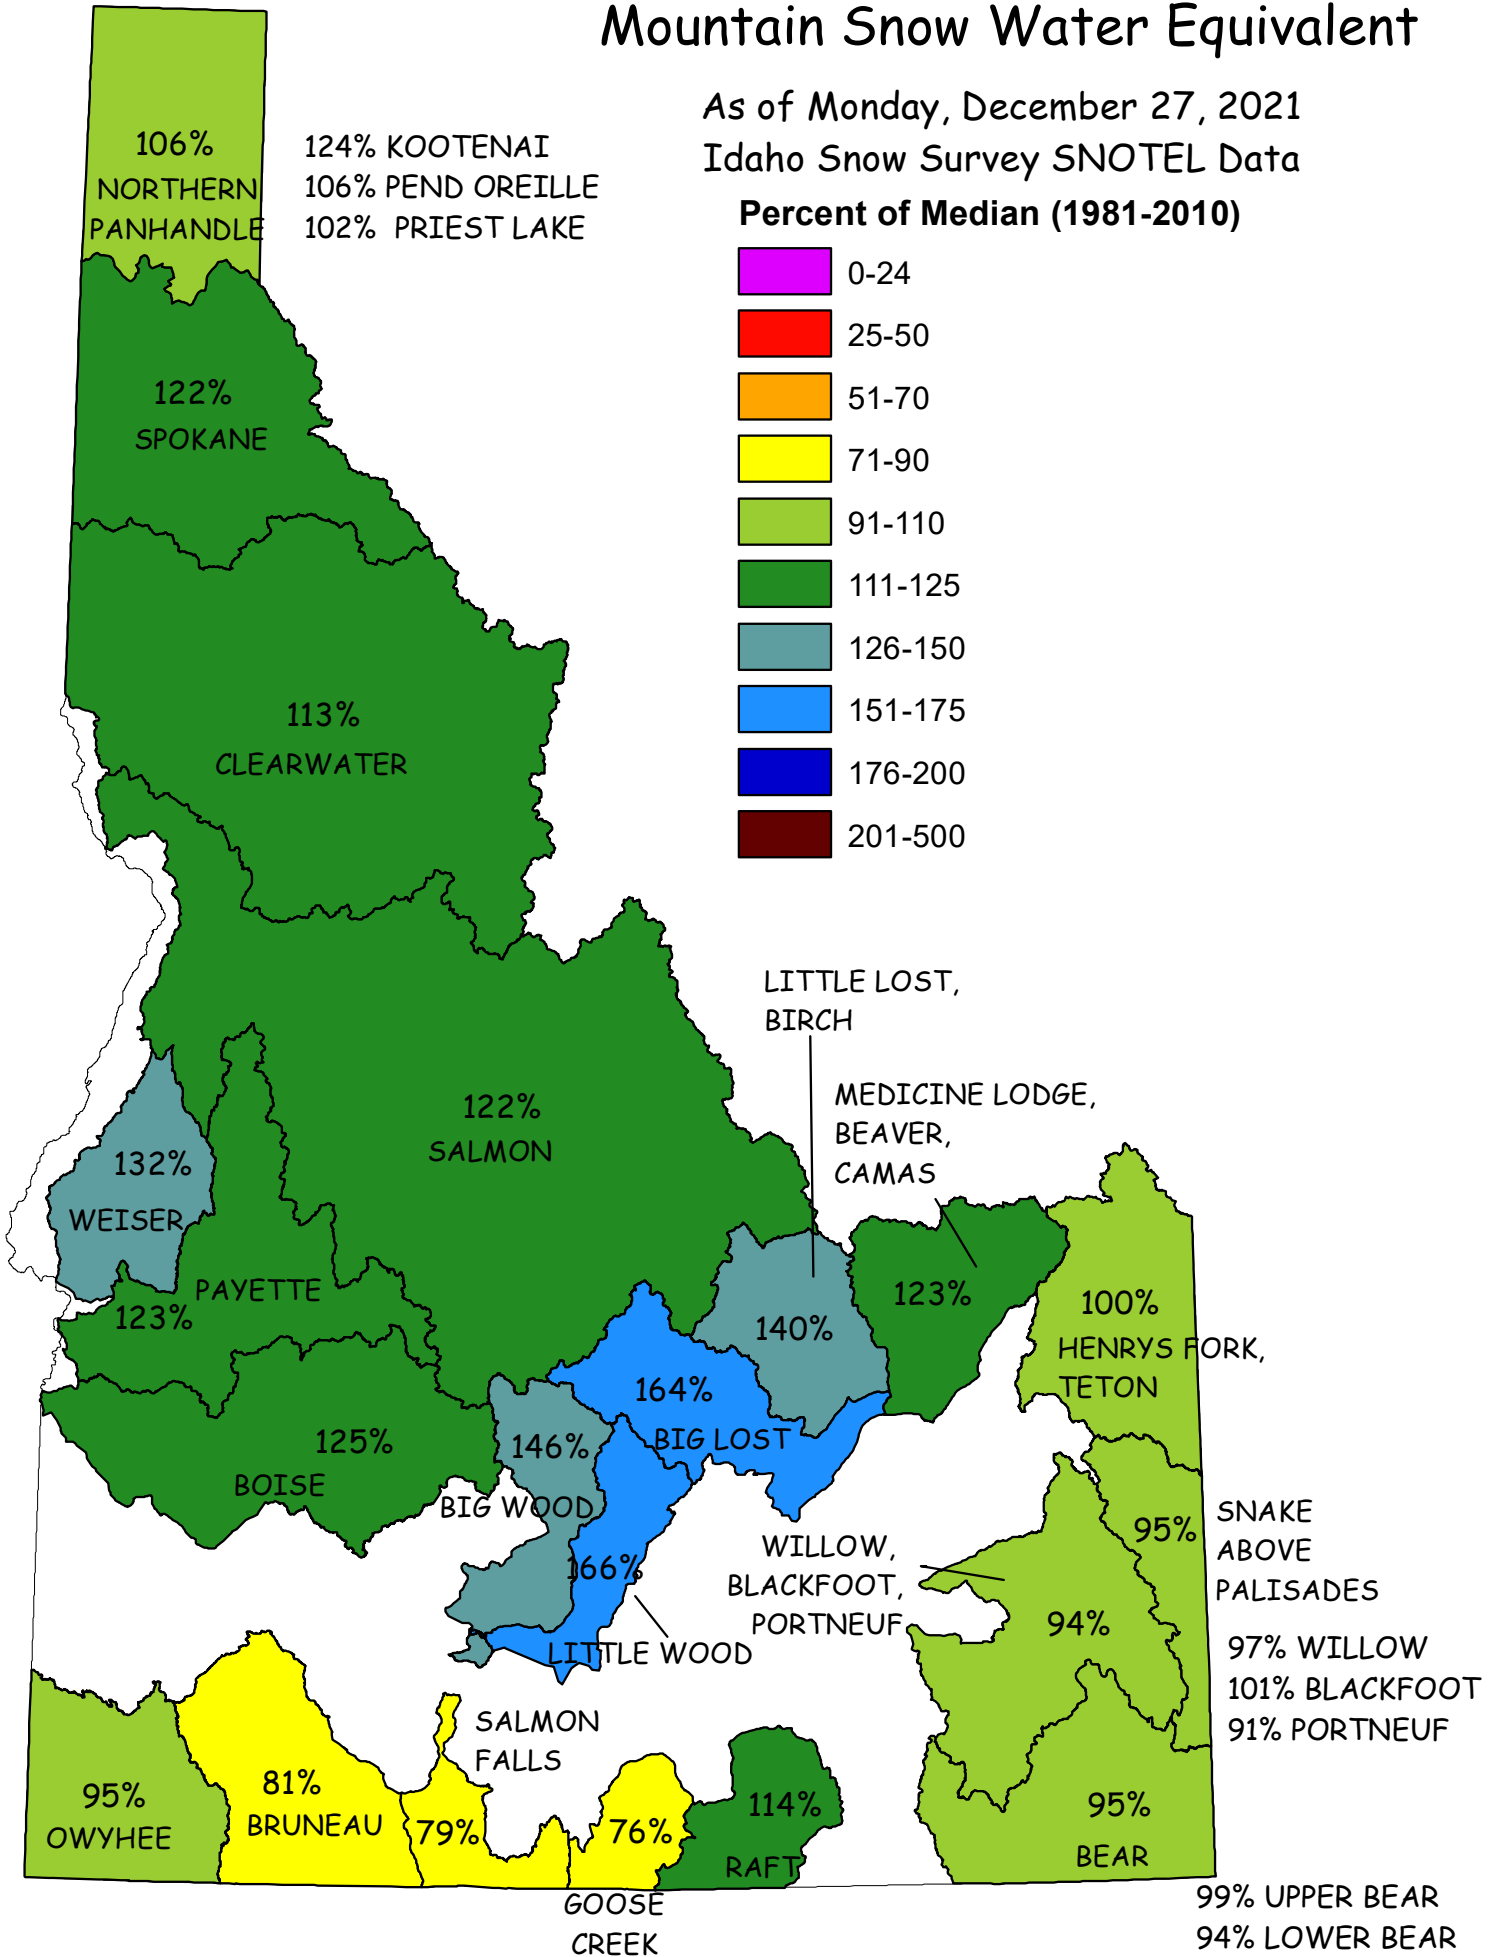 Mountain Snow Water Equivalent
As of Monday, December 27, 2021
Idaho Snow Survey SNOTEL Data
Percent of Median (1981-2010)
0-24
25-50
51-70
71-90
91-110
111-125
126-150
151-175
176-200
201-500
106%
NORTHERN
PANHANDLE
124% KOOTENAI
106% PEND OREILLE
102% PRIEST LAKE
122%
SPOKANE
113%
CLEARWATER
122%
SALMON
LITTLE LOST,
BIRCH
140%
MEDICINE LODGE,
BEAVER,
CAMAS
123%
132%
WEISER
PAYETTE
123%
100%
HENRYS FORK,
TETON
164%
BIG LOST
125%
BOISE
146%
BIG WOOD
166%
LITTLE WOOD
WILLOW,
BLACKFOOT,
PORTNEUF
94%
95%
SNAKE
ABOVE
PALISADES
97% WILLOW
101% BLACKFOOT
91% PORTNEUF
95%
OWYHEE
81%
BRUNEAU
SALMON
FALLS
79%
76%
GOOSE
CREEK
114%
RAFT
95%
BEAR
99% UPPER BEAR
94% LOWER BEAR